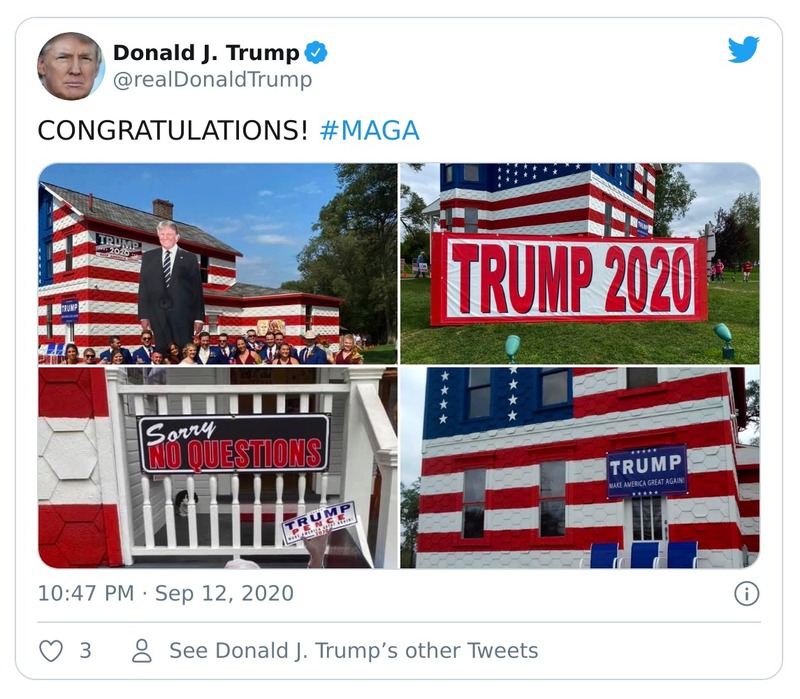 Donald J. Trump
@realDonaldTrump
CONGRATULATIONS! #MAGA
TRUMP
2020
TRUMP
TRUMP 2020
Sorry
NO QUESTIONS
TRUMP
PENCE
TRUMP
MAKE AMERICA GREAT AGAIN!
10:47 PM · Sep 12, 2020
3
See Donald J. Trump’s other Tweets